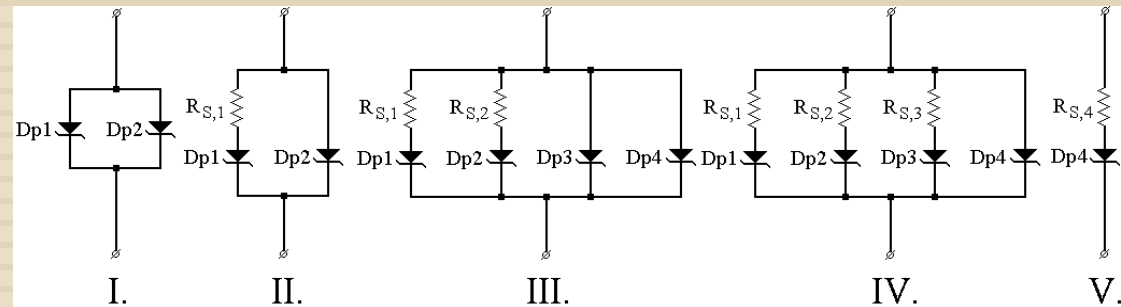 R_S,1 R_S,1 R_S,2 R_S,1 R_S,2 R_S,3 R_S,4
Dp1 Dp2 Dp1 Dp2 Dp1 Dp2 Dp3 Dp4 Dp1 Dp2 Dp3 Dp4 Dp4
I. II. III. IV. V.